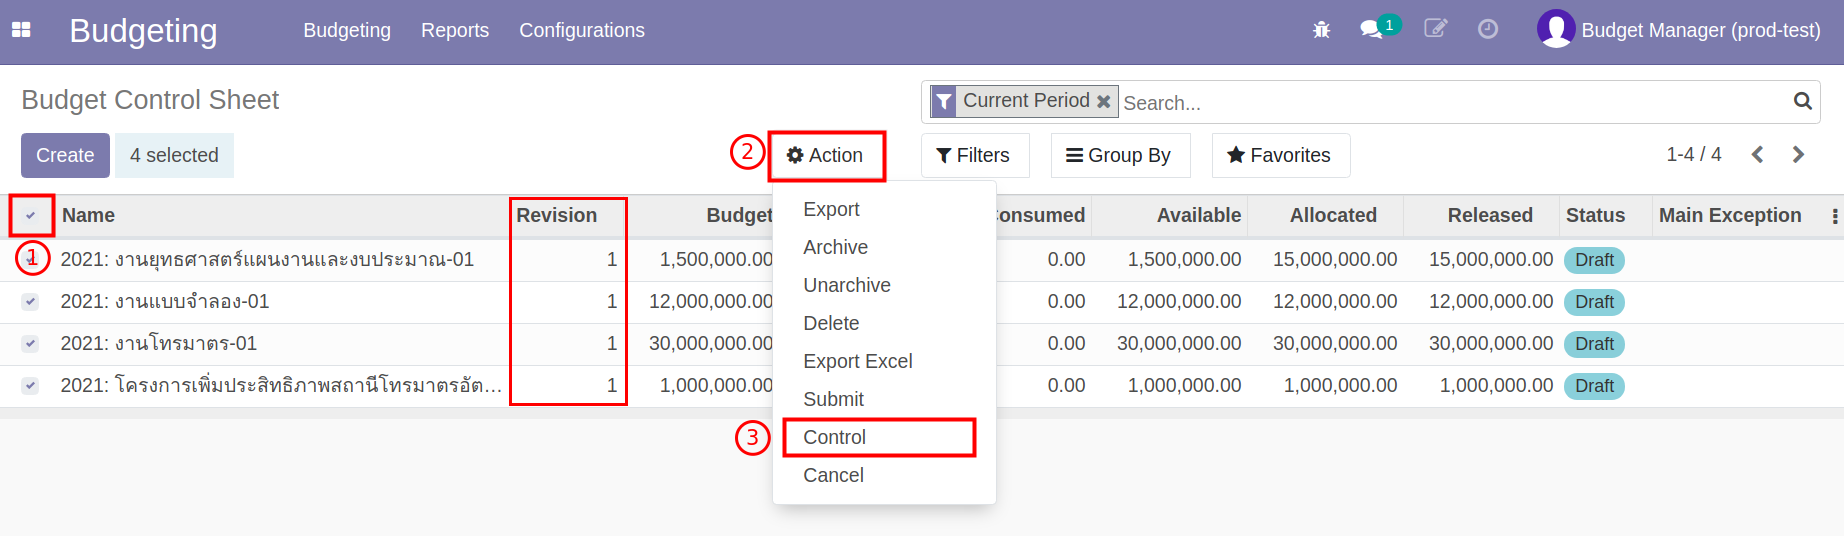 Budgeting Budgeting Reports Configurations 1 Budget Manager (prod-test)
Budget Control Sheet Current Period Search...
Create 4 selected 2 Action Filters Group By Favorites 1-4 / 4
Name Revision Budget onsumed Available Allocated Released Status Main Exception
1 2021: งานยุทธศาสตร์แผนงานและงบประมาณ-01 1 1,500,000.00 0.00 1,500,000.00 15,000,000.00 15,000,000.00 Draft
2021: งานแบบจำลอง-01 1 12,000,000.00 0.00 12,000,000.00 12,000,000.00 12,000,000.00 Draft
2021: งานโทรมาตร-01 1 30,000,000.00 0.00 30,000,000.00 30,000,000.00 30,000,000.00 Draft
2021: โครงการเพิ่มประสิทธิภาพสถานีโทรมาตรอัต... 1 1,000,000.00 0.00 1,000,000.00 1,000,000.00 1,000,000.00 Draft
Export
Archive
Unarchive
Delete
Export Excel
Submit
3 Control
Cancel